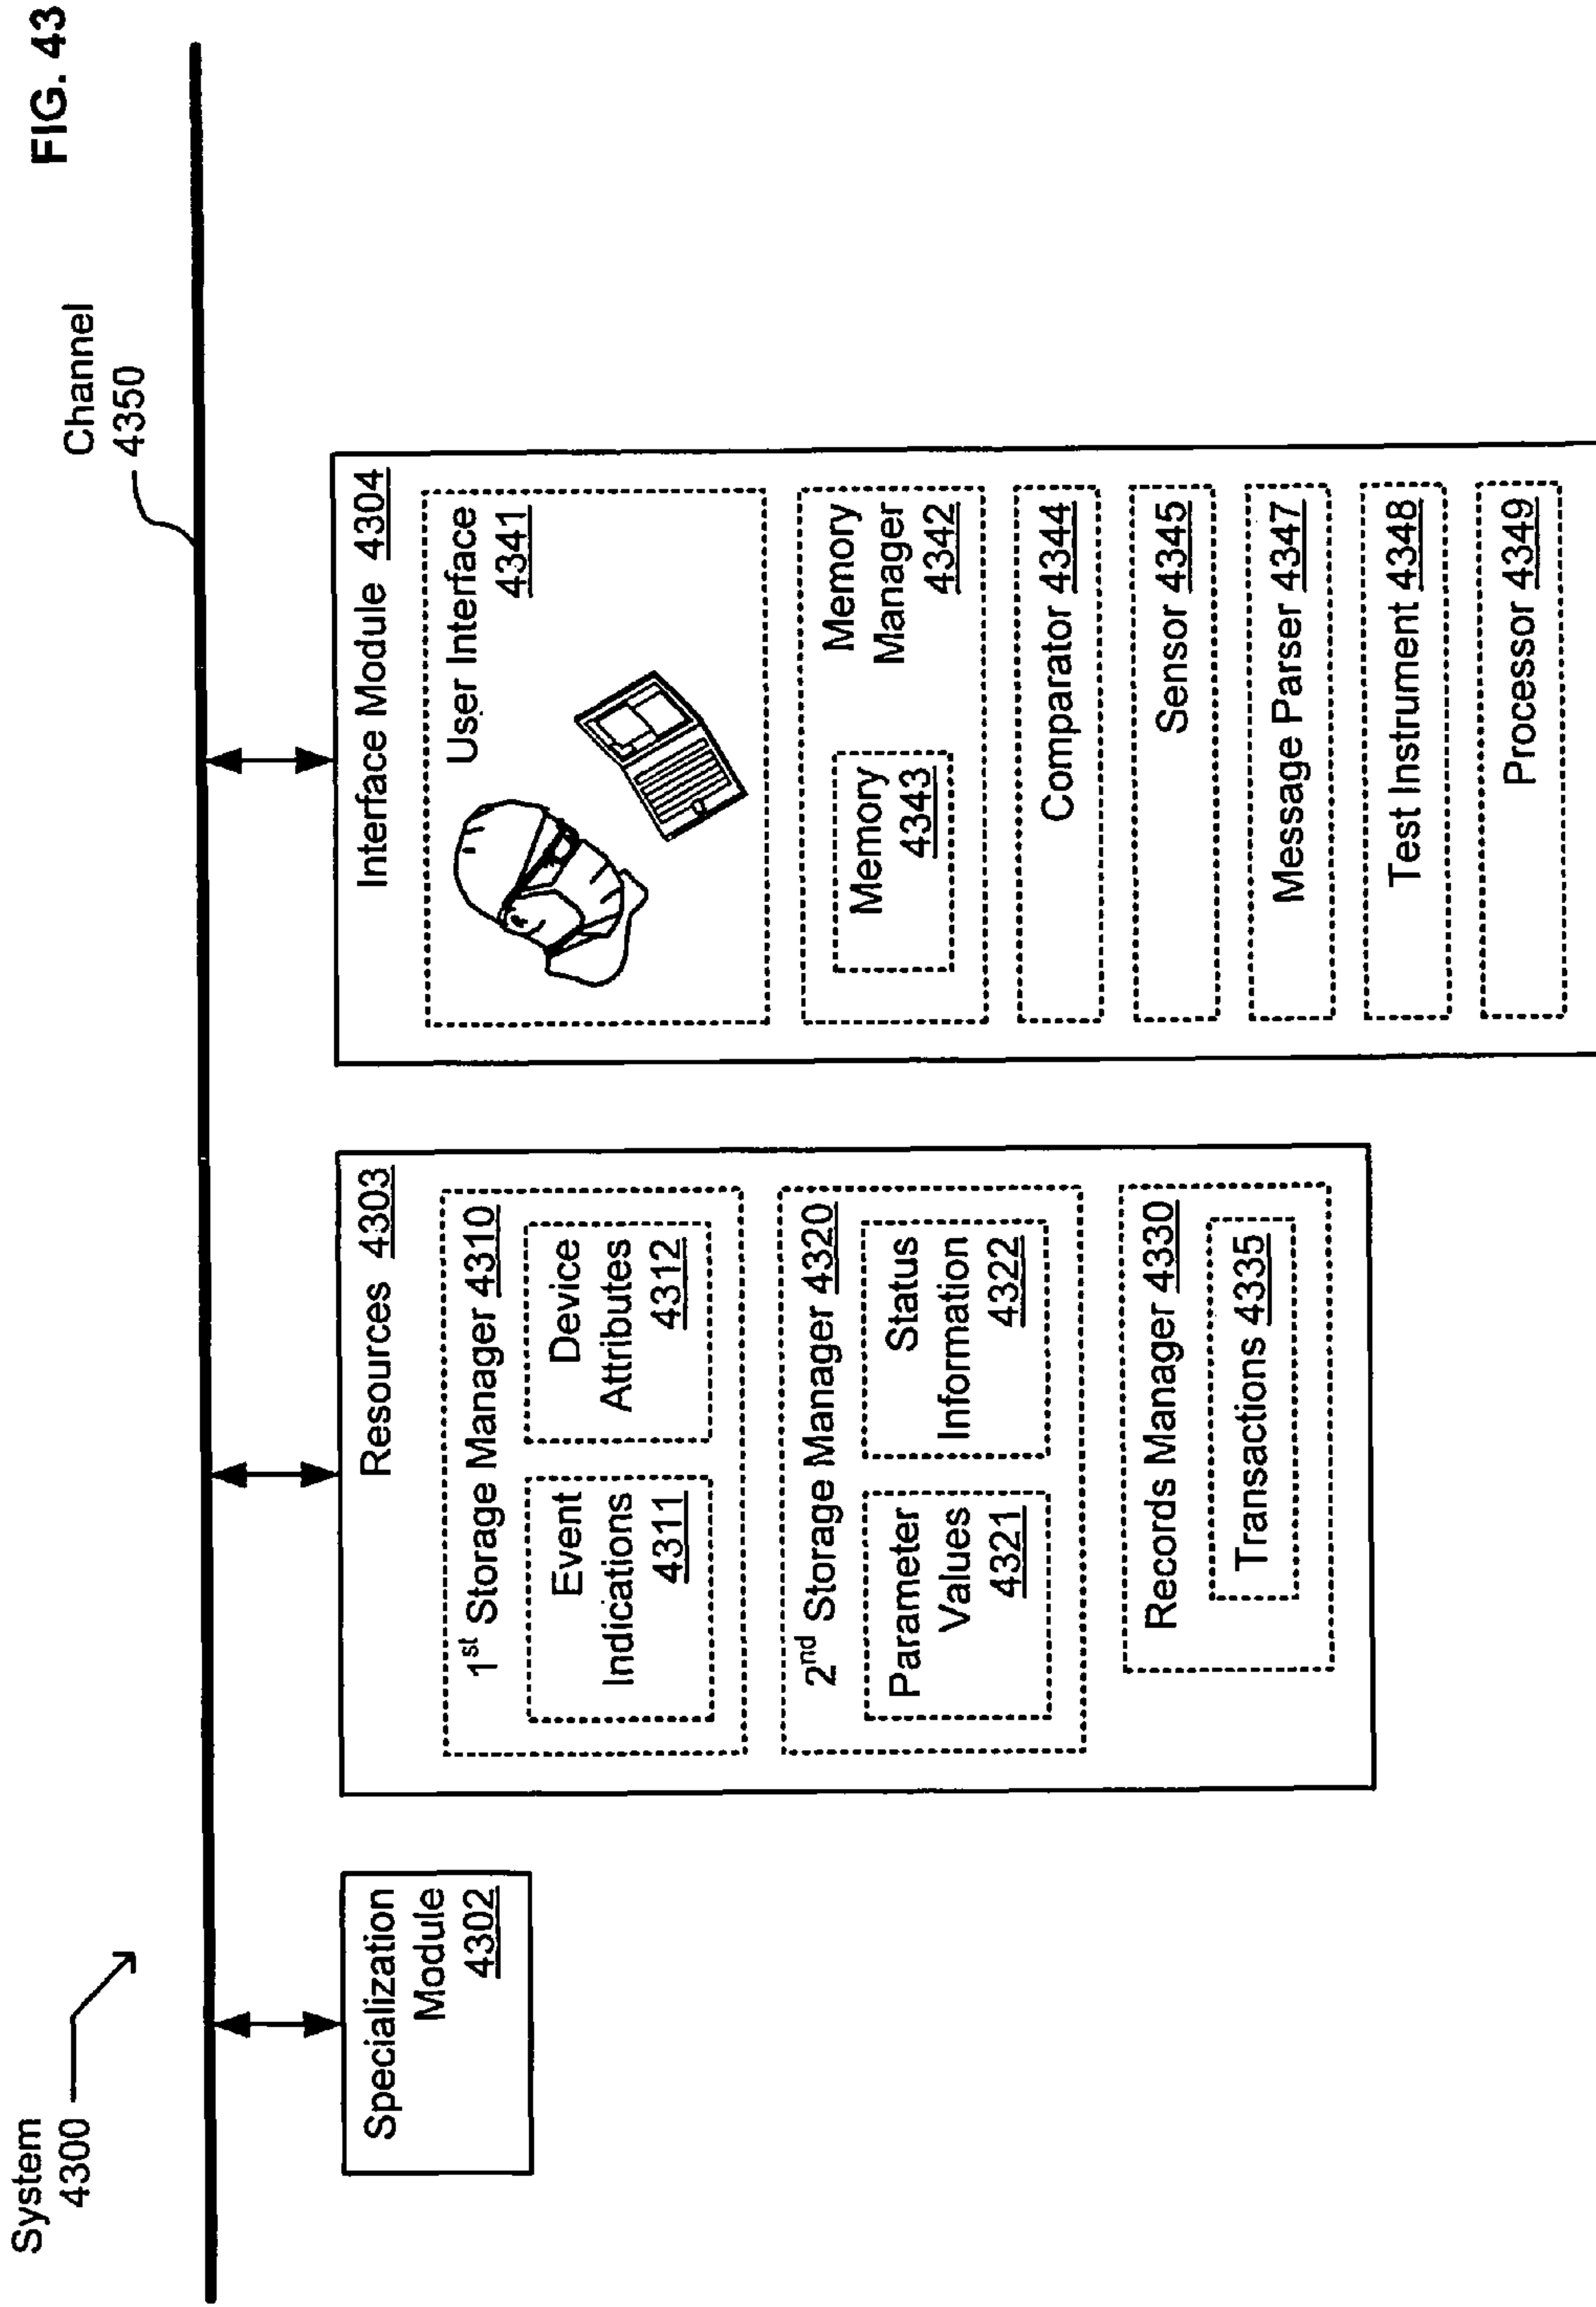 FIG. 43
System
4300
Channel
4350
Specialization
Module
4302
Resources 4303
1st Storage Manager 4310
Event
Indications
4311
Device
Attributes
4312
2nd Storage Manager 4320
Parameter
Values
4321
Status
Information
4322
Records Manager 4330
Transactions 4335
Interface Module 4304
User Interface
4341
Memory
Manager
4342
Memory
4343
Comparator 4344
Sensor 4345
Message Parser 4347
Test Instrument 4348
Processor 4349